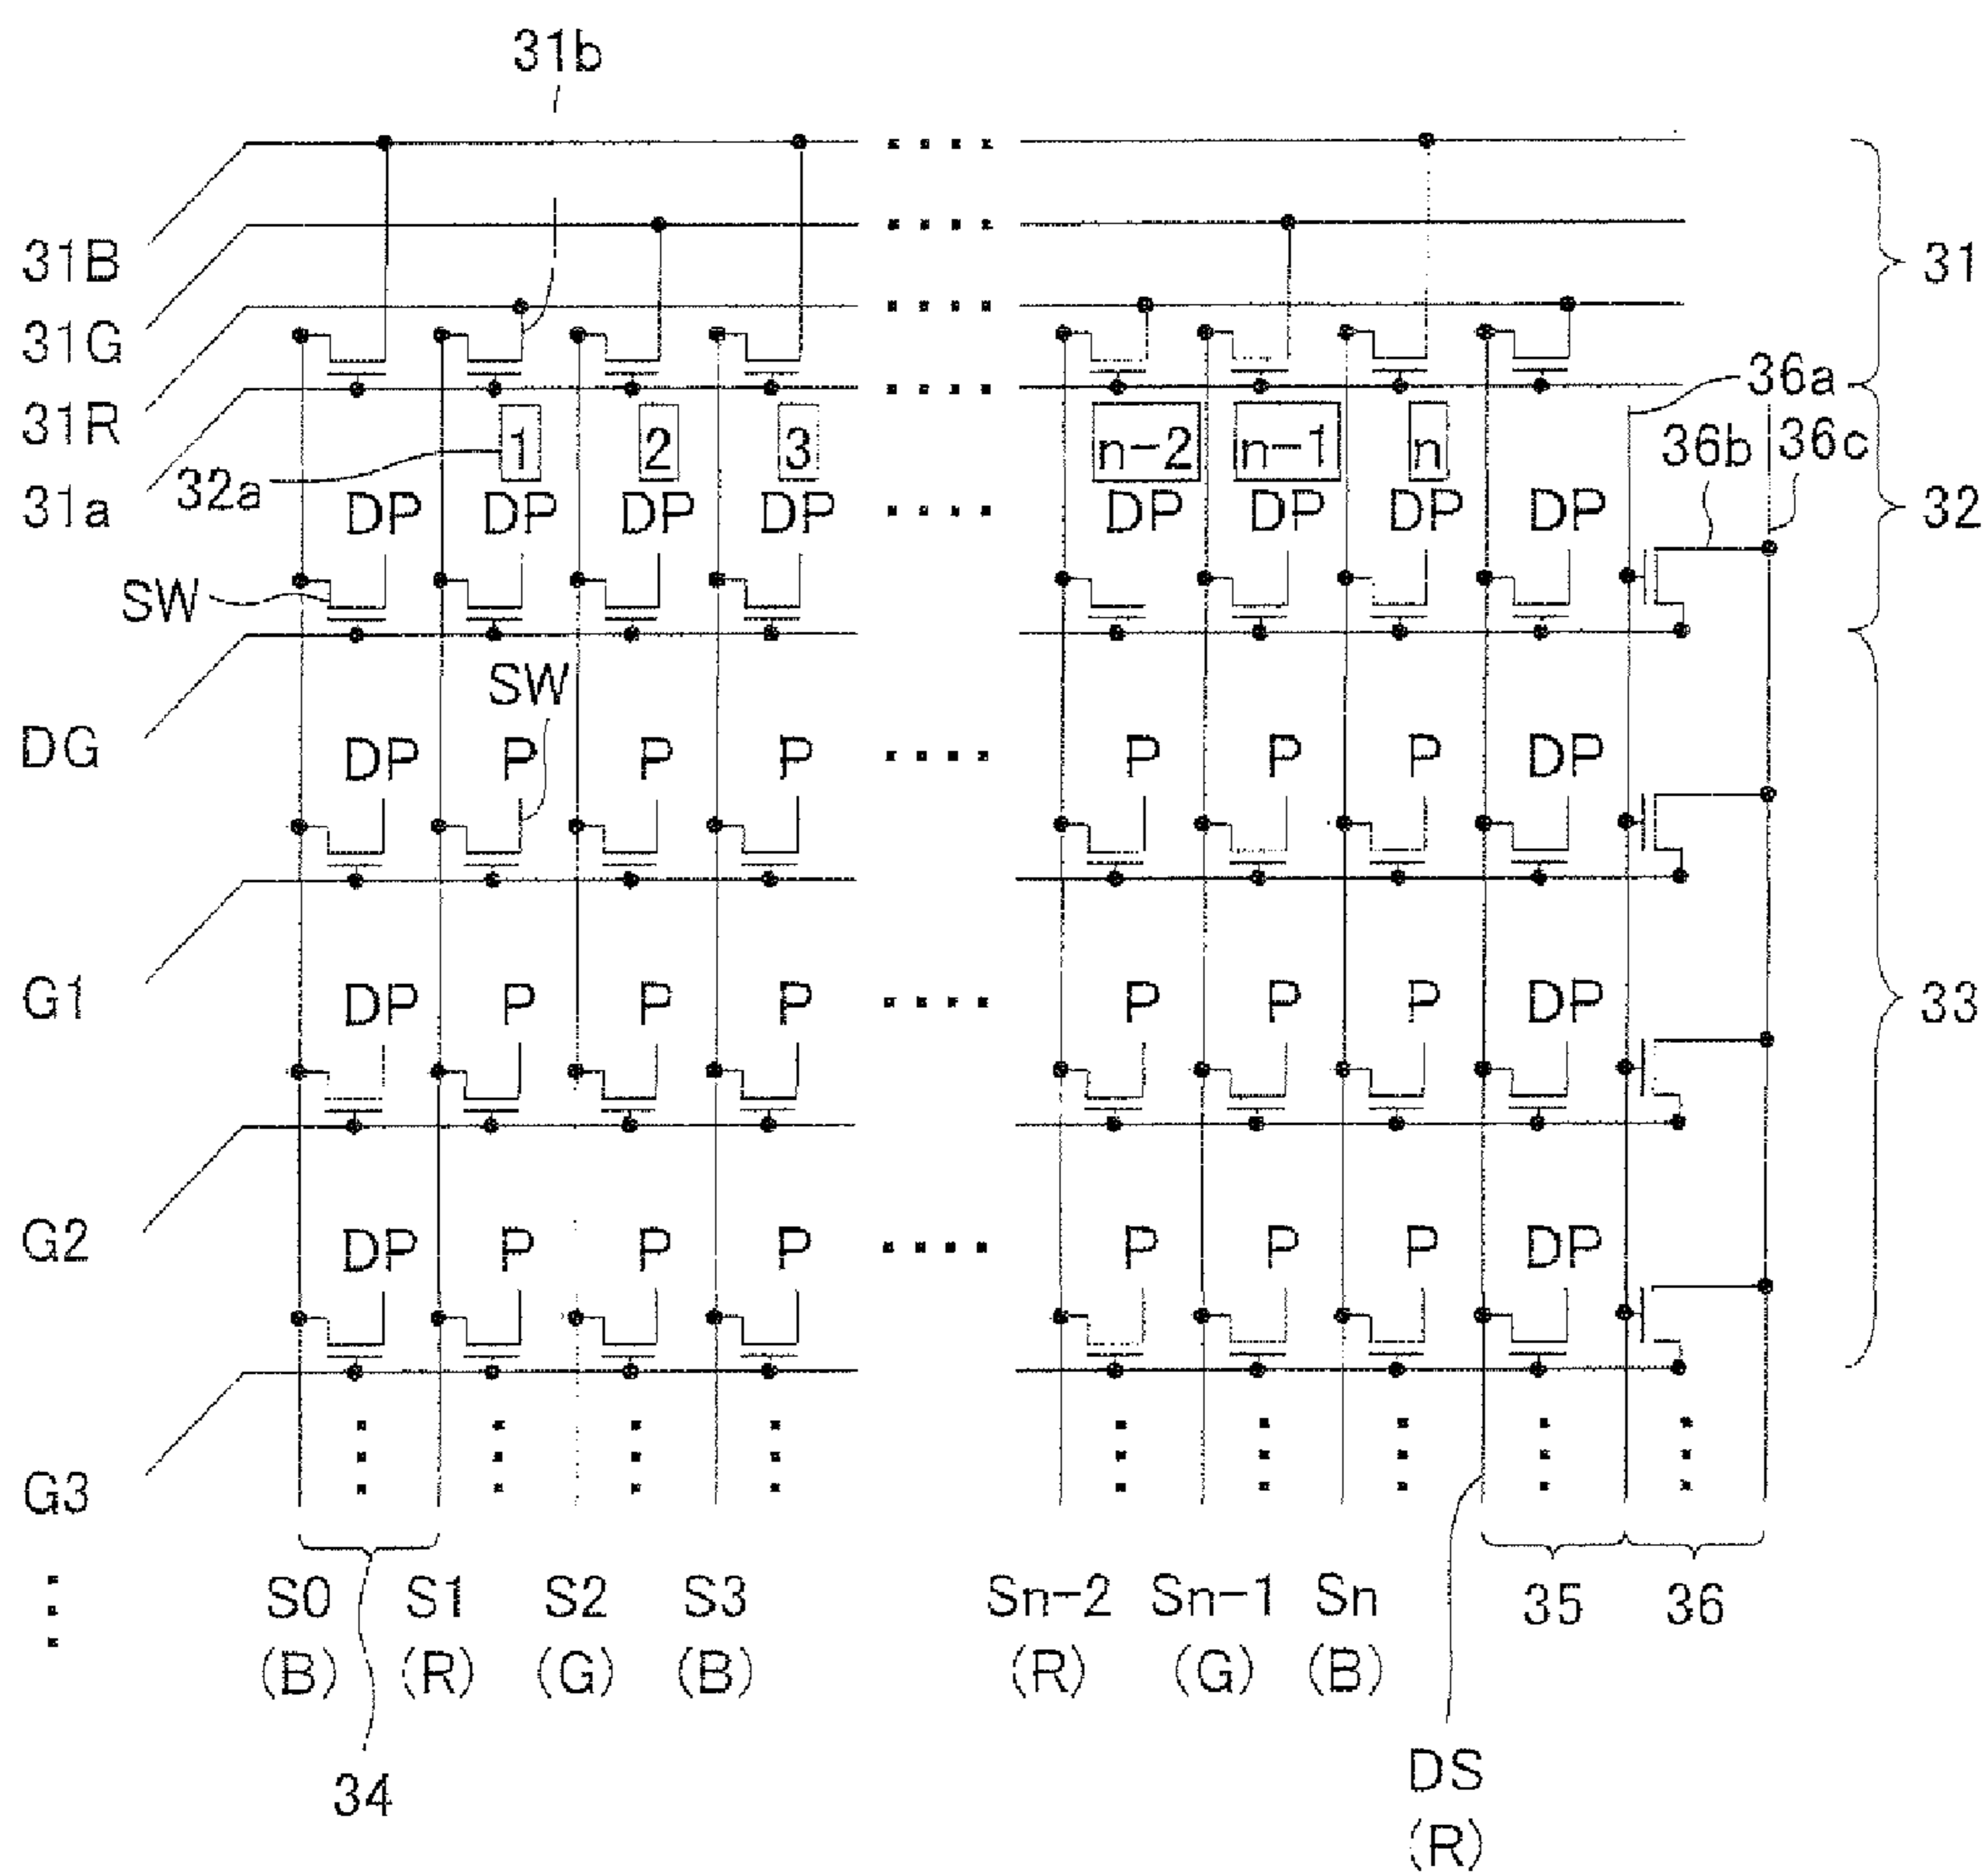 31b
31B
31G
31
31R
36a
31a
32a
1
2
3
n-2
n-1
n
36b
36c
DP DP DP DP DP DP DP DP
32
SW
SW
DG
DP P P P P P P DP
G1
DP P P P P P P DP
33
G2
DP P P P P P P DP
G3
S0 S1 S2 S3 Sn-2 Sn-1 Sn 35 36
(B) (R) (G) (B) (R) (G) (B)
34
DS
(R)